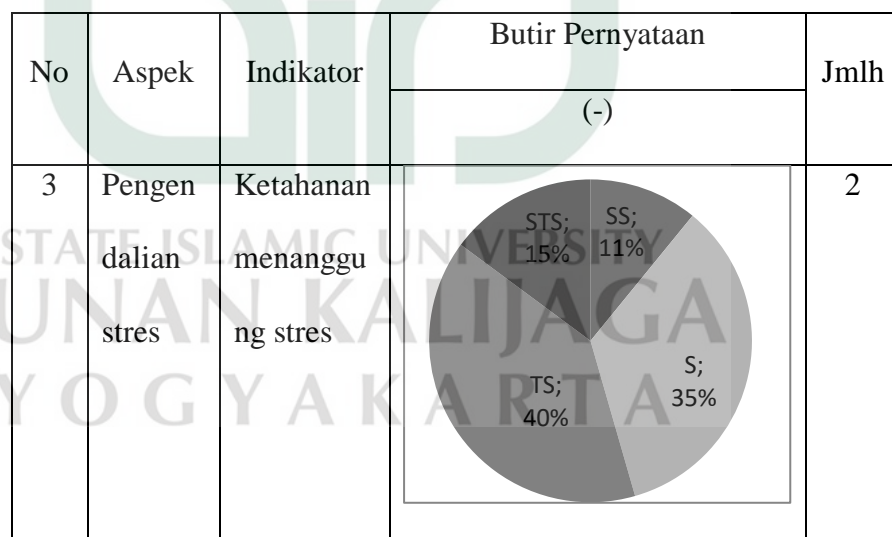 No
Aspek
Indikator
Butir Pernyataan
Jmlh
(-)
3
Pengen
dalian
stres
Ketahanan
menanggu
ng stres
STS;
15%
SS;
11%
S;
35%
TS;
40%
2
STATE ISLAMIC UNIVERSITY
UNAN KALIJAGA
YOGYAKARTA